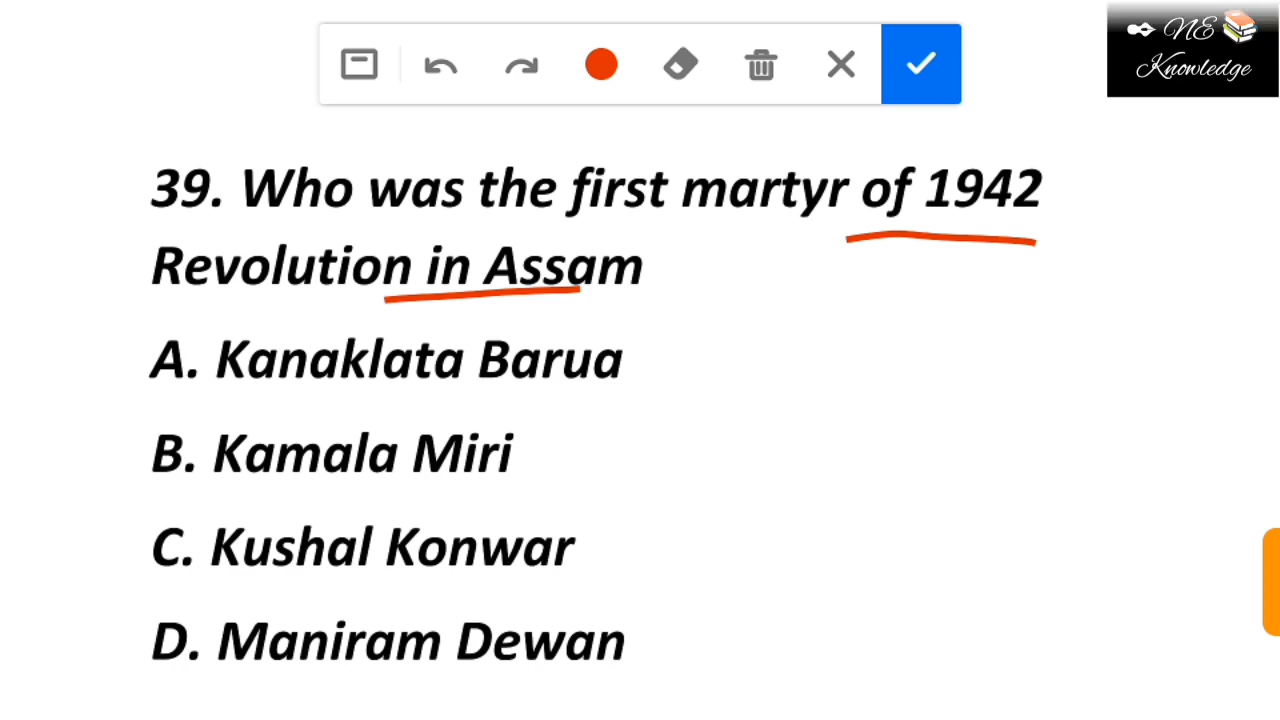 NE
Knowledge
39. Who was the first martyr of 1942
Revolution in Assam
A. Kanaklata Barua
B. Kamala Miri
C. Kushal Konwar
D. Maniram Dewan